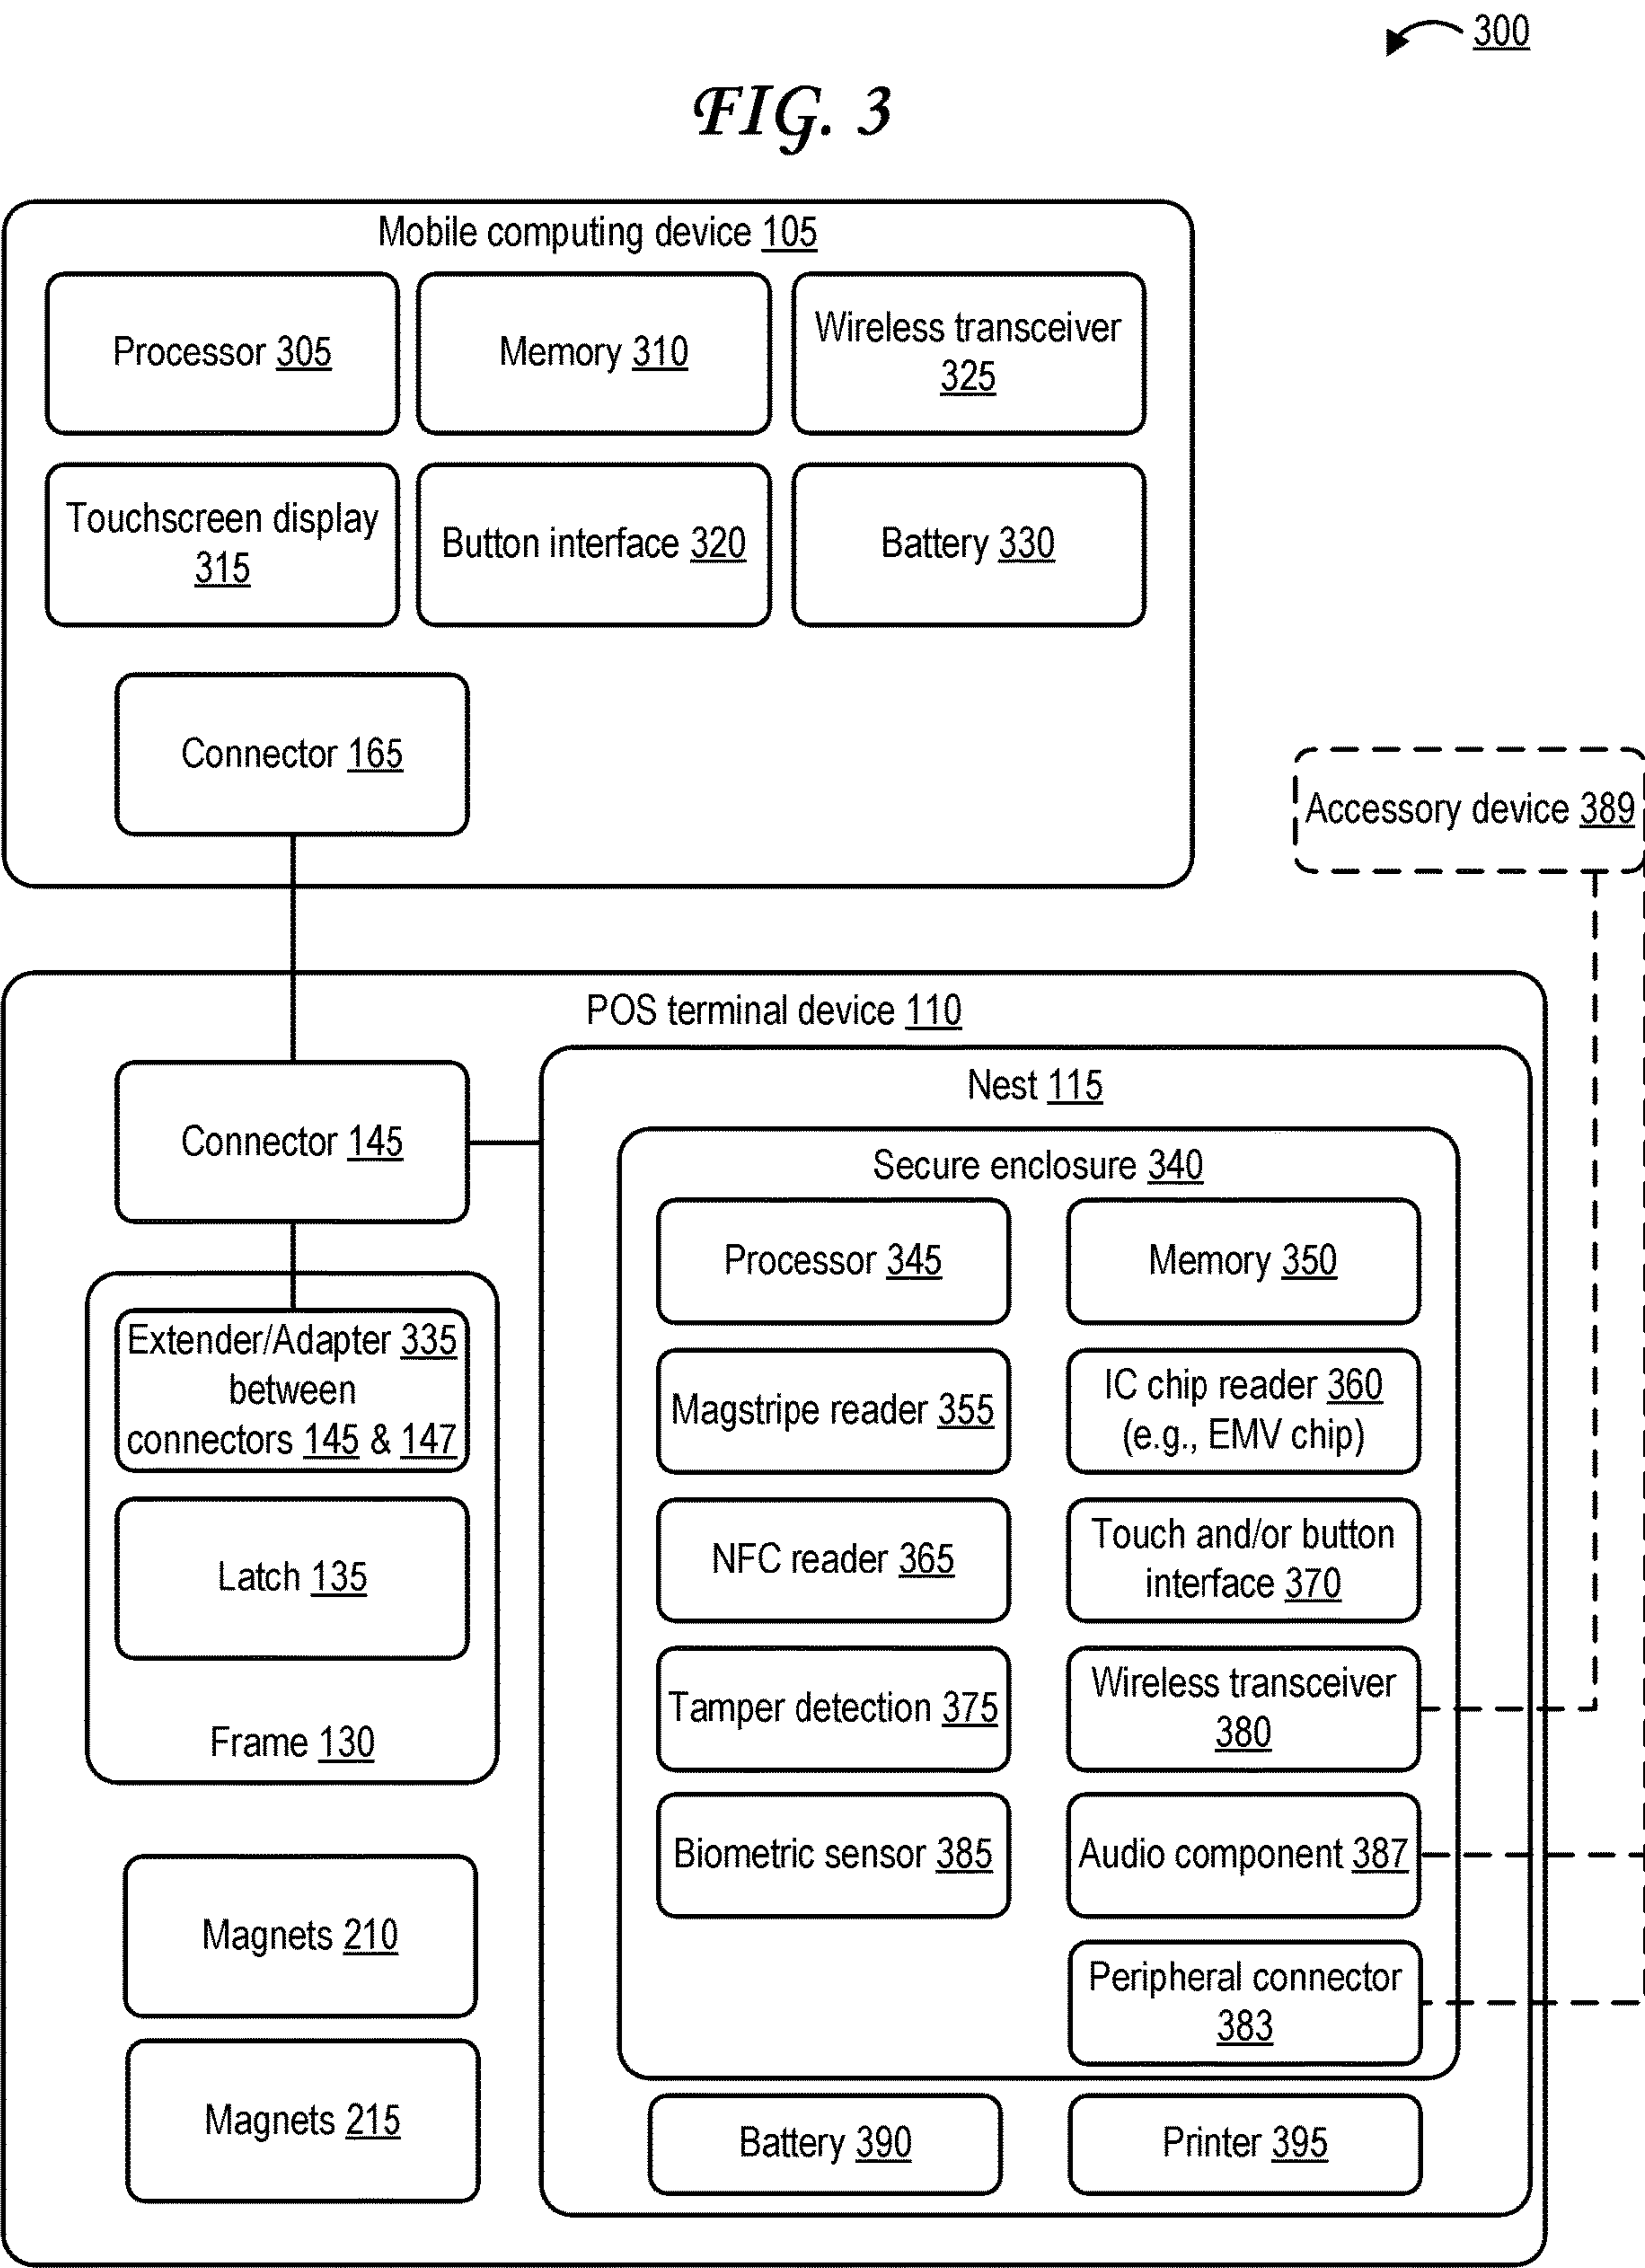 300
FIG. 3
Mobile computing device 105
Processor 305
Memory 310
Wireless transceiver
325
Touchscreen display
315
Button interface 320
Battery 330
Connector 165
Accessory device 389
POS terminal device 110
Connector 145
Extender/Adapter 335
between
connectors 145 & 147
Latch 135
Frame 130
Magnets 210
Magnets 215
Nest 115
Secure enclosure 340
Processor 345
Memory 350
Magstripe reader 355
IC chip reader 360
(e.g., EMV chip)
NFC reader 365
Touch and/or button
interface 370
Tamper detection 375
Wireless transceiver
380
Biometric sensor 385
Audio component 387
Peripheral connector
383
Battery 390
Printer 395